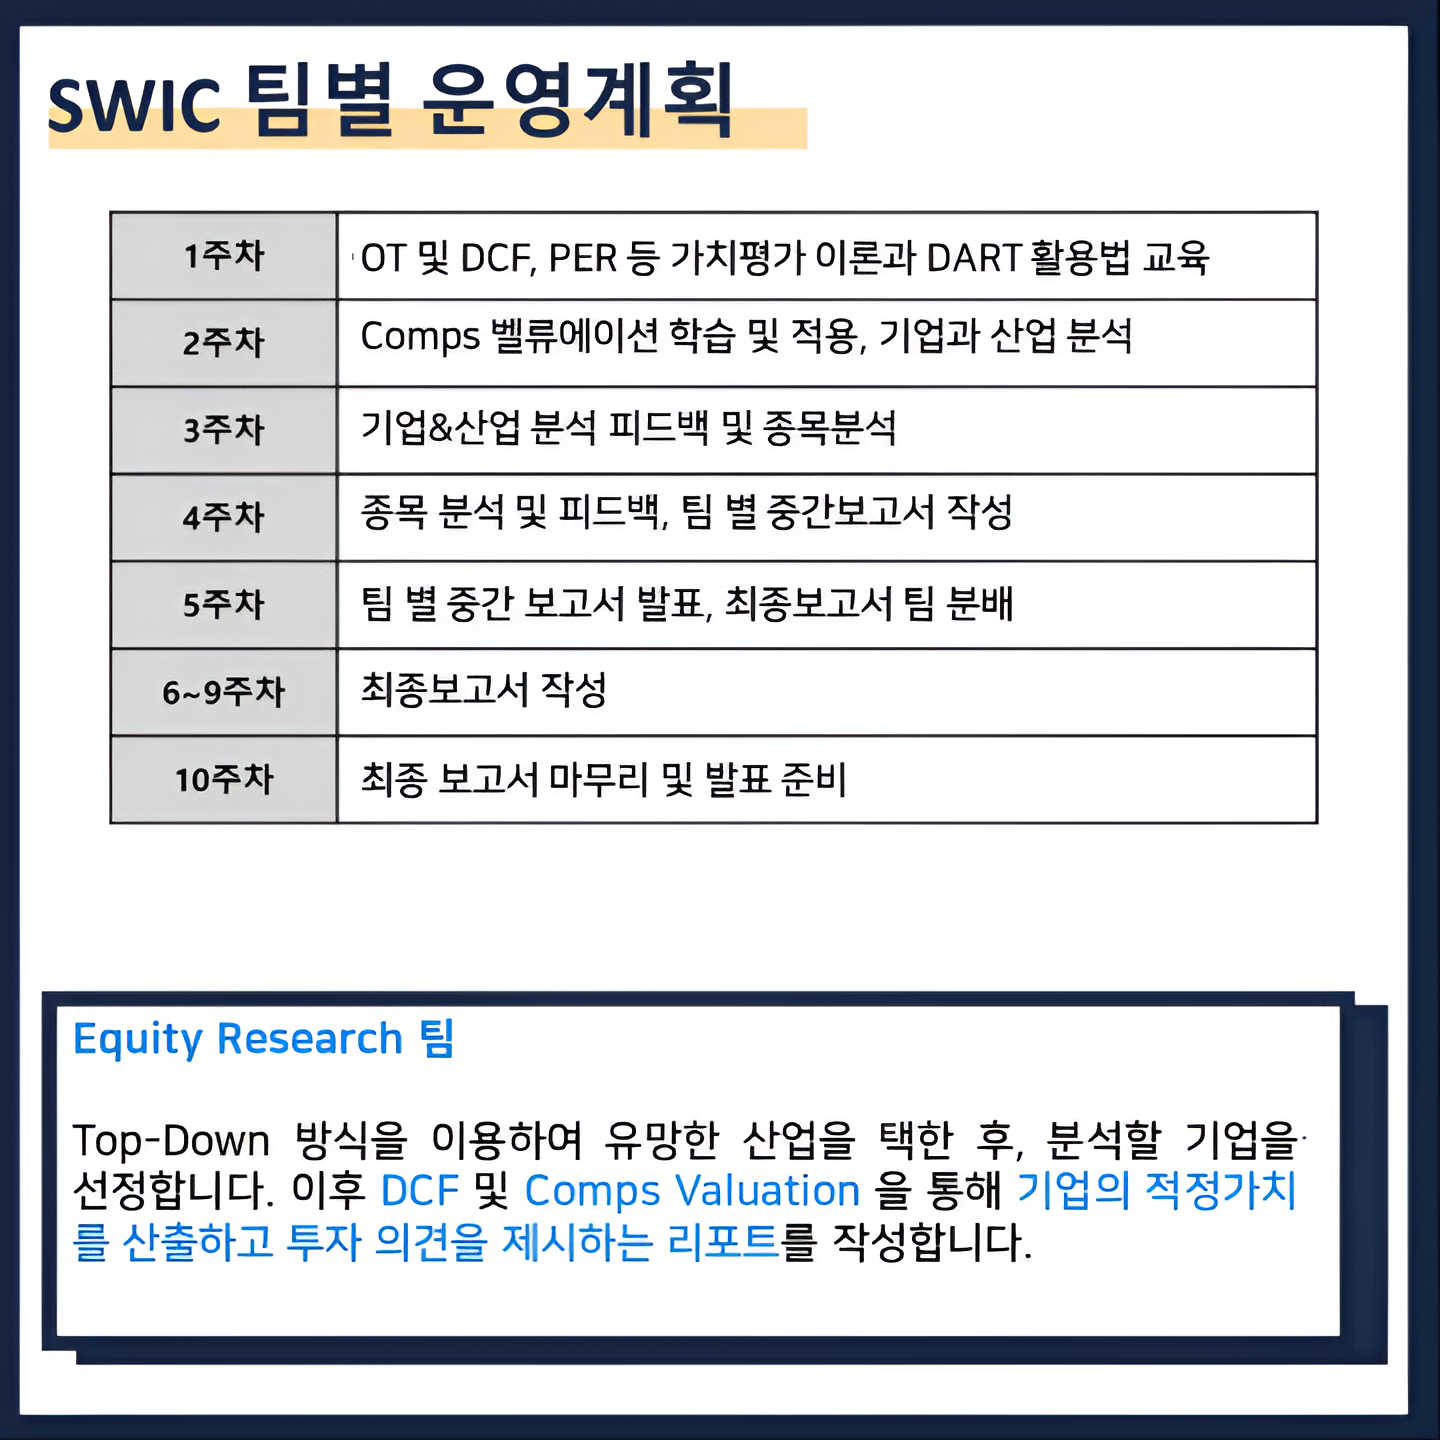 SWIC 팀별 운영계획
1주차 OT 및 DCF, PER 등 가치평가 이론과 DART 활용법 교육
2주차 Comps 벨류에이션 학습 및 적용, 기업과 산업 분석
3주차 기업&산업 분석 피드백 및 종목분석
4주차 종목 분석 및 피드백, 팀 별 중간보고서 작성
5주차 팀 별 중간 보고서 발표, 최종보고서 팀 분배
6~9주차 최종보고서 작성
10주차 최종 보고서 마무리 및 발표 준비
Equity Research 팀
Top-Down 방식을 이용하여 유망한 산업을 택한 후, 분석할 기업을
선정합니다. 이후 DCF 및 Comps Valuation 을 통해 기업의 적정가치
를 산출하고 투자 의견을 제시하는 리포트를 작성합니다.